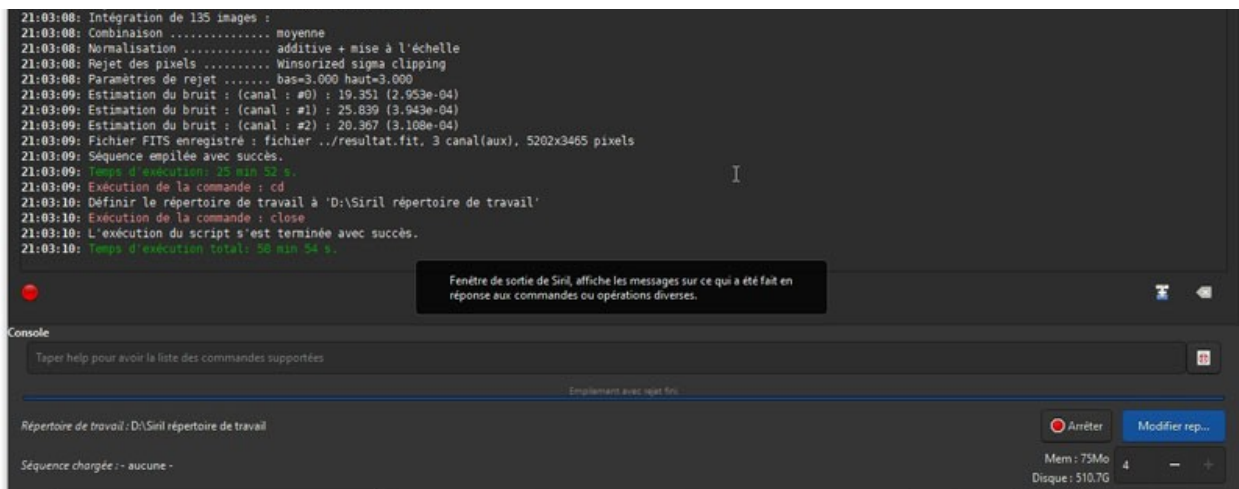 21:03:08: Intégration de 135 images :
21:03:08: Combinaison ............... moyenne
21:03:08: Normalisation ............. additive + mise à l'échelle
21:03:08: Rejet des pixels .......... Winsorized sigma clipping
21:03:08: Paramètres de rejet ....... bas=3.000 haut=3.000
21:03:09: Estimation du bruit : (canal : #0) : 19.351 (2.953e-04)
21:03:09: Estimation du bruit : (canal : #1) : 25.839 (3.943e-04)
21:03:09: Estimation du bruit : (canal : #2) : 20.367 (3.108e-04)
21:03:09: Fichier FITS enregistré : fichier ../resultat.fit, 3 canal(aux), 5202x3465 pixels
21:03:09: Séquence empilée avec succès.
21:03:09: Temps d'exécution: 25 min 52 s.
21:03:09: Exécution de la commande : cd
21:03:10: Définir le répertoire de travail à 'D:\Siril répertoire de travail'
21:03:10: Exécution de la commande : close
21:03:10: L'exécution du script s'est terminée avec succès.
21:03:10: Temps d'exécution total: 58 min 54 s.
Fenêtre de sortie de Siril, affiche les messages sur ce qui a été fait en
réponse aux commandes ou opérations diverses.
Console
Taper help pour avoir la liste des commandes supportées
Empilement avec rejet fini.
Répertoire de travail : D:\Siril répertoire de travail
Arrêter
Modifier rep...
Séquence chargée : - aucune -
Mem : 75Mo
Disque : 510.7G
4 − +